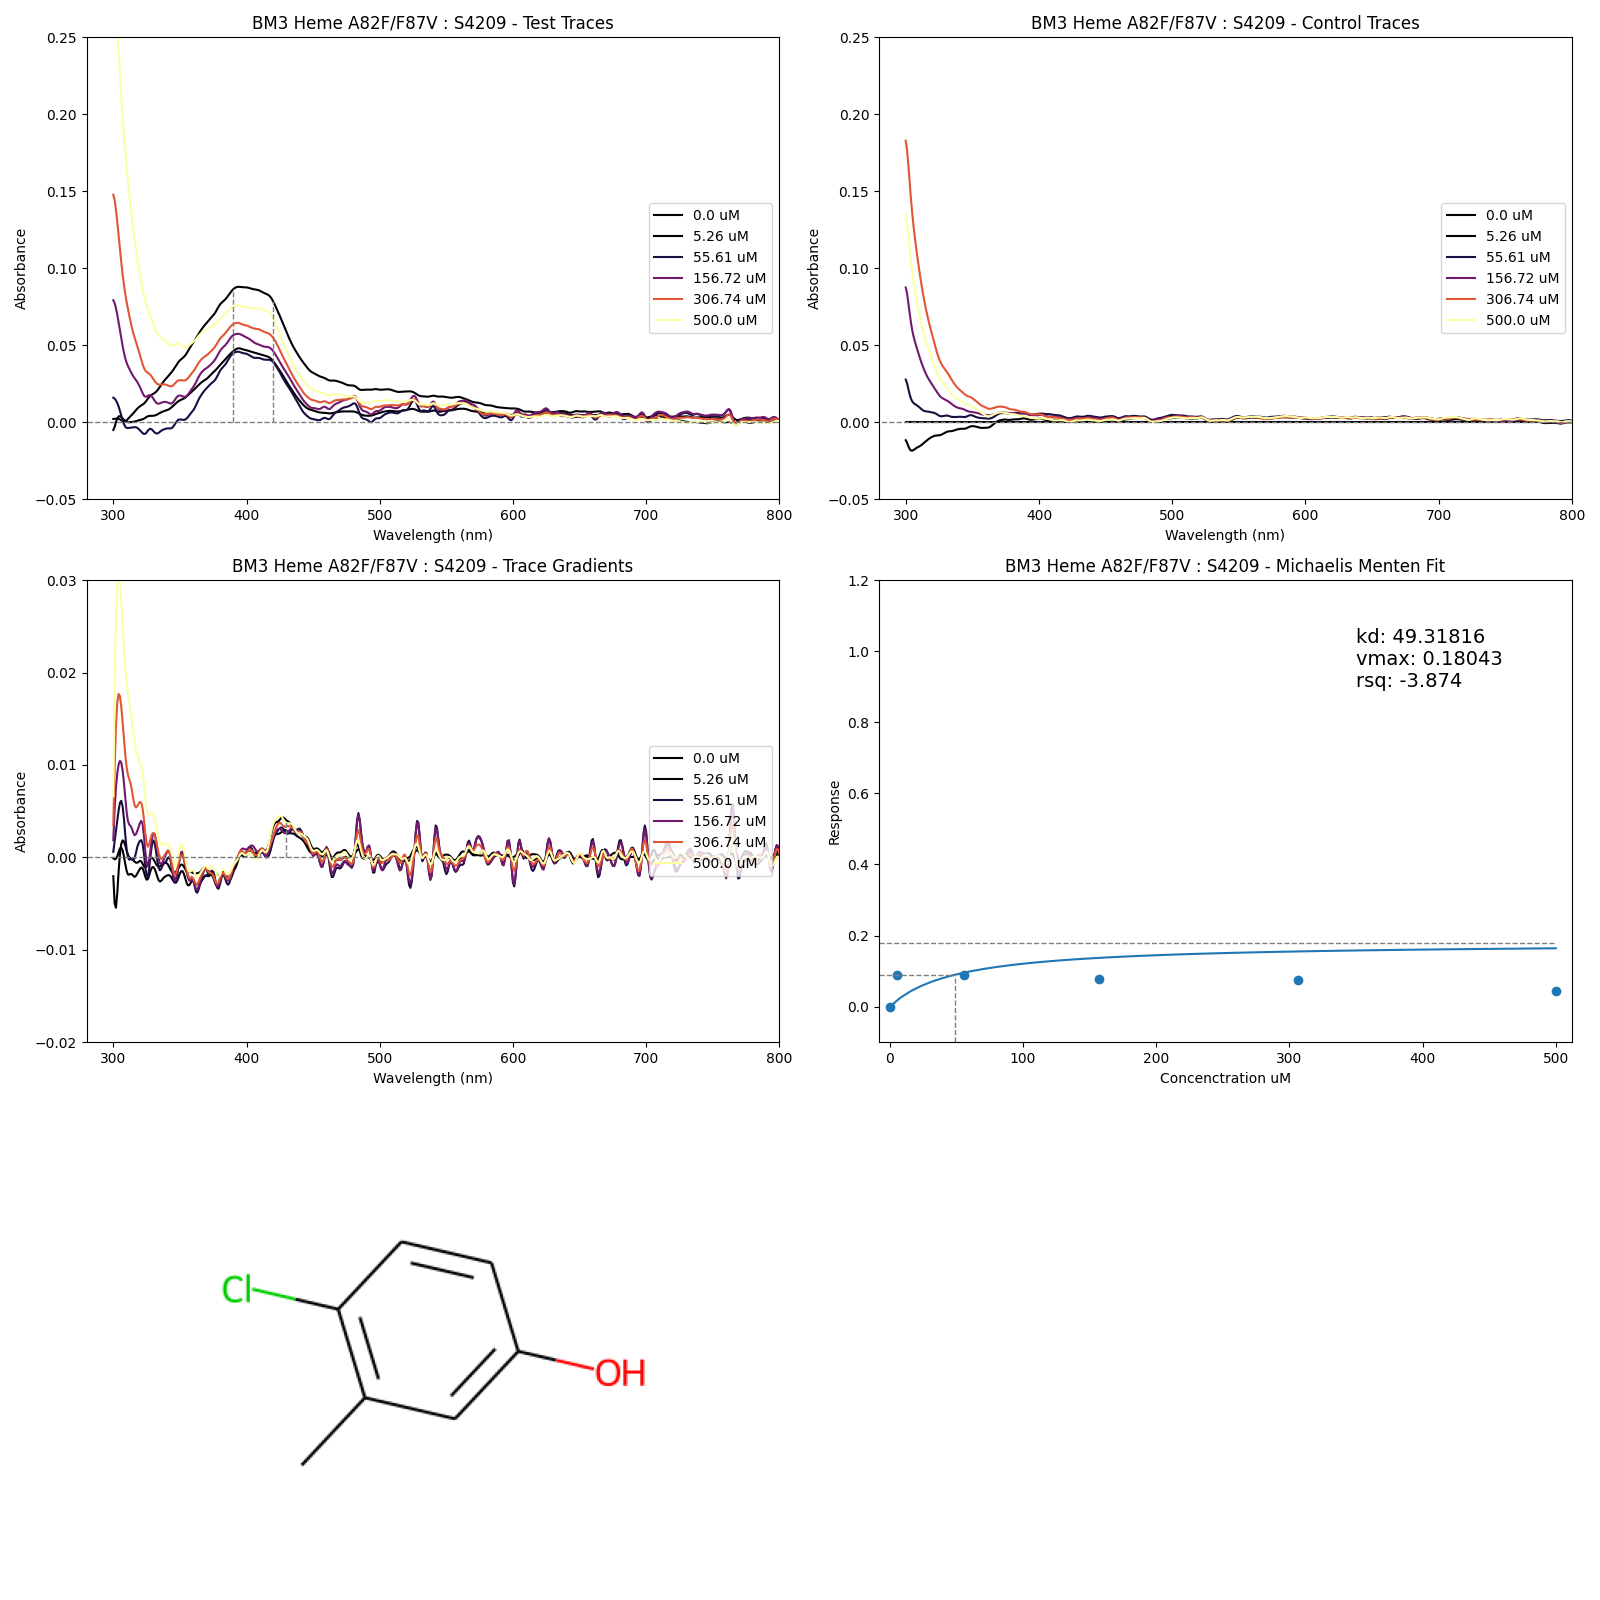 BM3 Heme A82F/F87V : S4209 - Test Traces
Absorbance
0.25
0.20
0.15
0.10
0.05
0.00
−0.05
300 400 500 600 700 800
Wavelength (nm)
0.0 uM
5.26 uM
55.61 uM
156.72 uM
306.74 uM
500.0 uM
BM3 Heme A82F/F87V : S4209 - Control Traces
Absorbance
0.25
0.20
0.15
0.10
0.05
0.00
−0.05
300 400 500 600 700 800
Wavelength (nm)
0.0 uM
5.26 uM
55.61 uM
156.72 uM
306.74 uM
500.0 uM
BM3 Heme A82F/F87V : S4209 - Trace Gradients
Absorbance
0.03
0.02
0.01
0.00
−0.01
−0.02
300 400 500 600 700 800
Wavelength (nm)
0.0 uM
5.26 uM
55.61 uM
156.72 uM
306.74 uM
500.0 uM
BM3 Heme A82F/F87V : S4209 - Michaelis Menten Fit
Response
1.2
1.0
0.8
0.6
0.4
0.2
0.0
kd: 49.31816
vmax: 0.18043
rsq: -3.874
0 100 200 300 400 500
Concenctration uM
Cl
OH